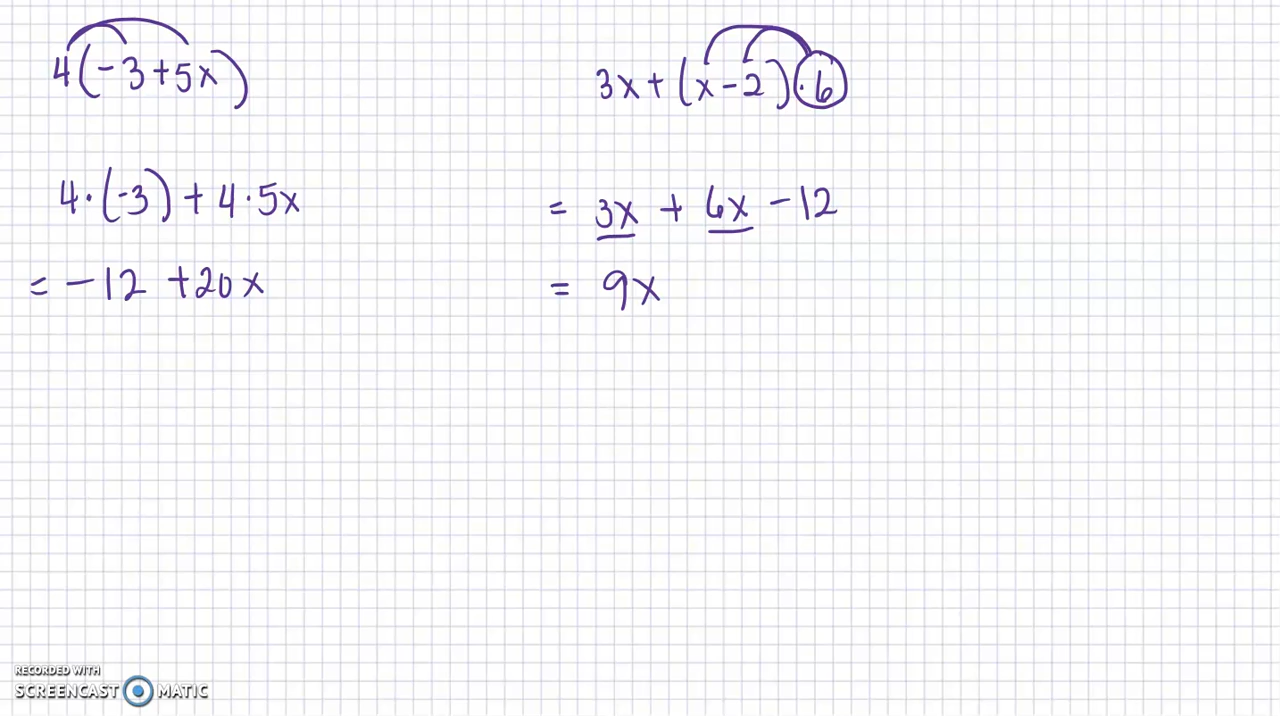 4(-3+5x)
4·(-3)+4·5x
= -12 +20x
3x+(x-2)·6
= 3x + 6x -12
= 9x
RECORDED WITH
SCREENCAST MATIC